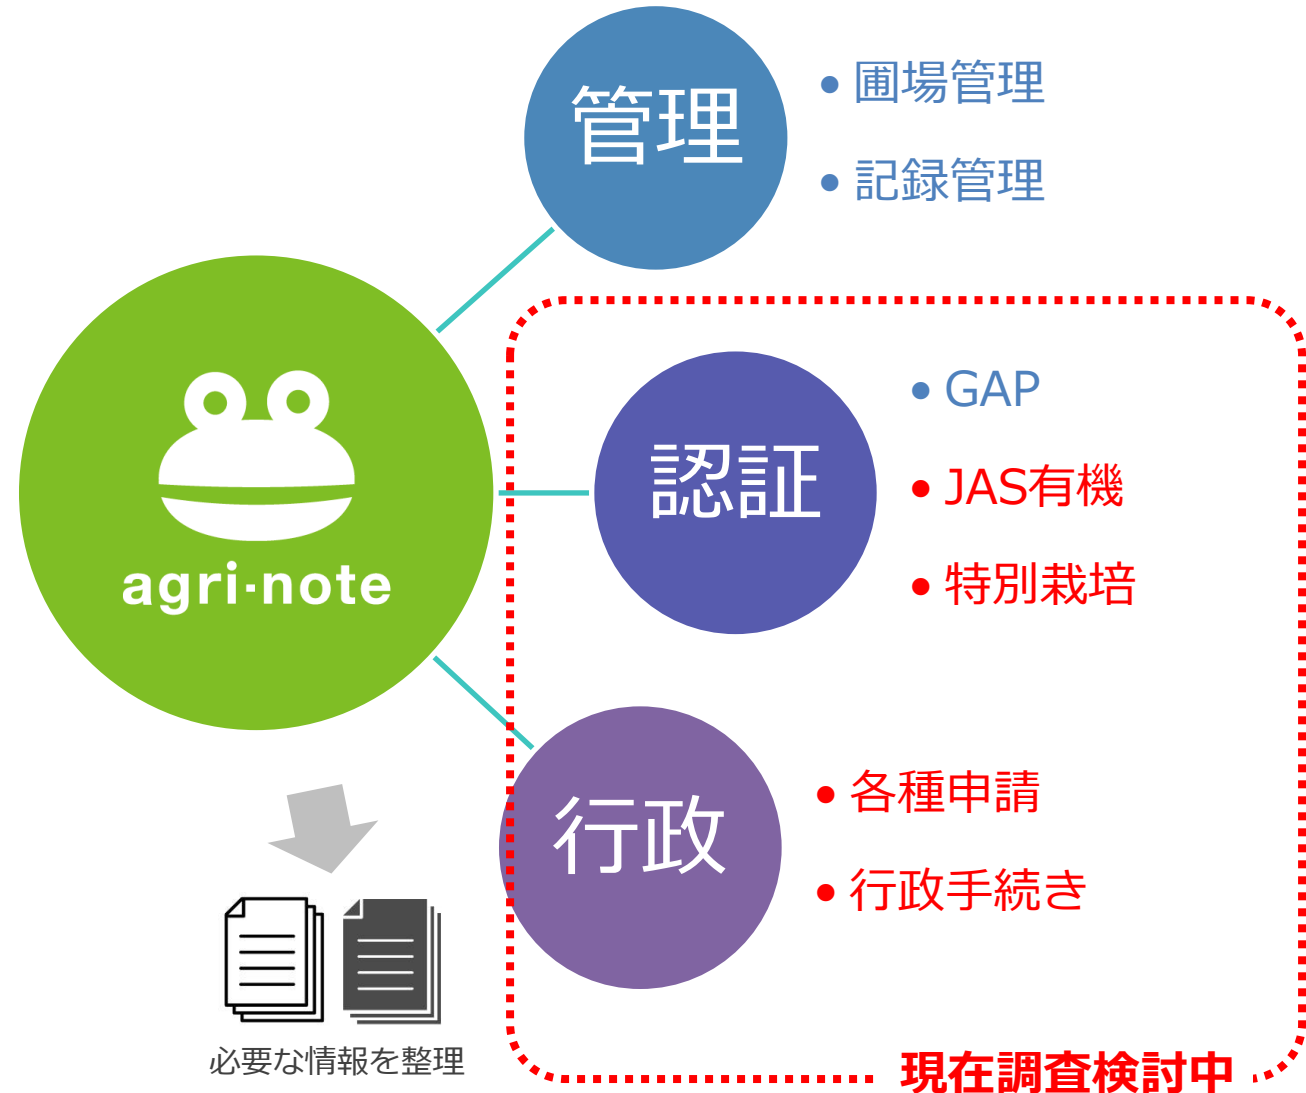 管理
• 圃場管理
• 記録管理
agri·note
認証
• GAP
• JAS有機
• 特別栽培
行政
• 各種申請
• 行政手続き
必要な情報を整理
現在調査検討中